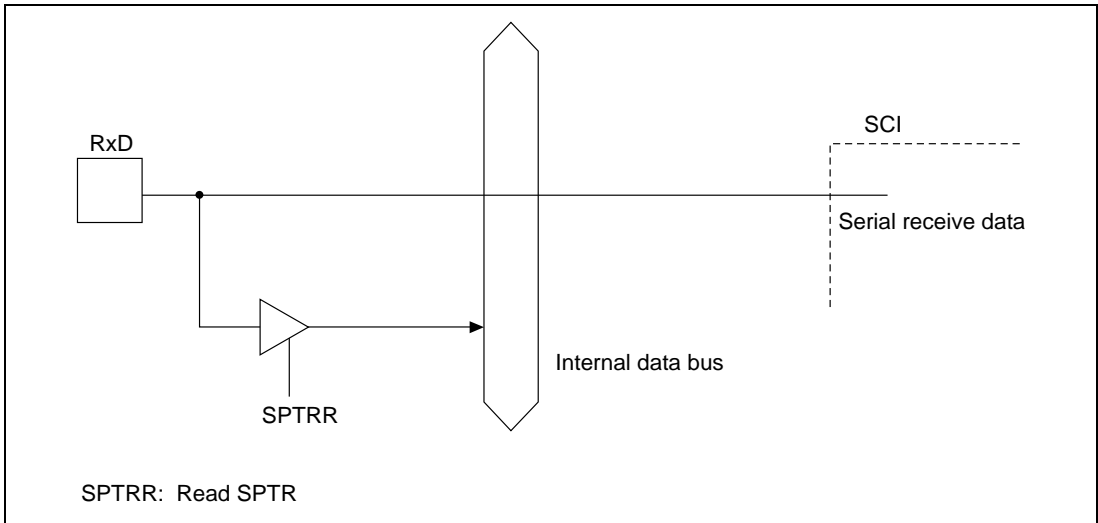 RxD
SCI
Serial receive data
Internal data bus
SPTRR
SPTRR: Read SPTR